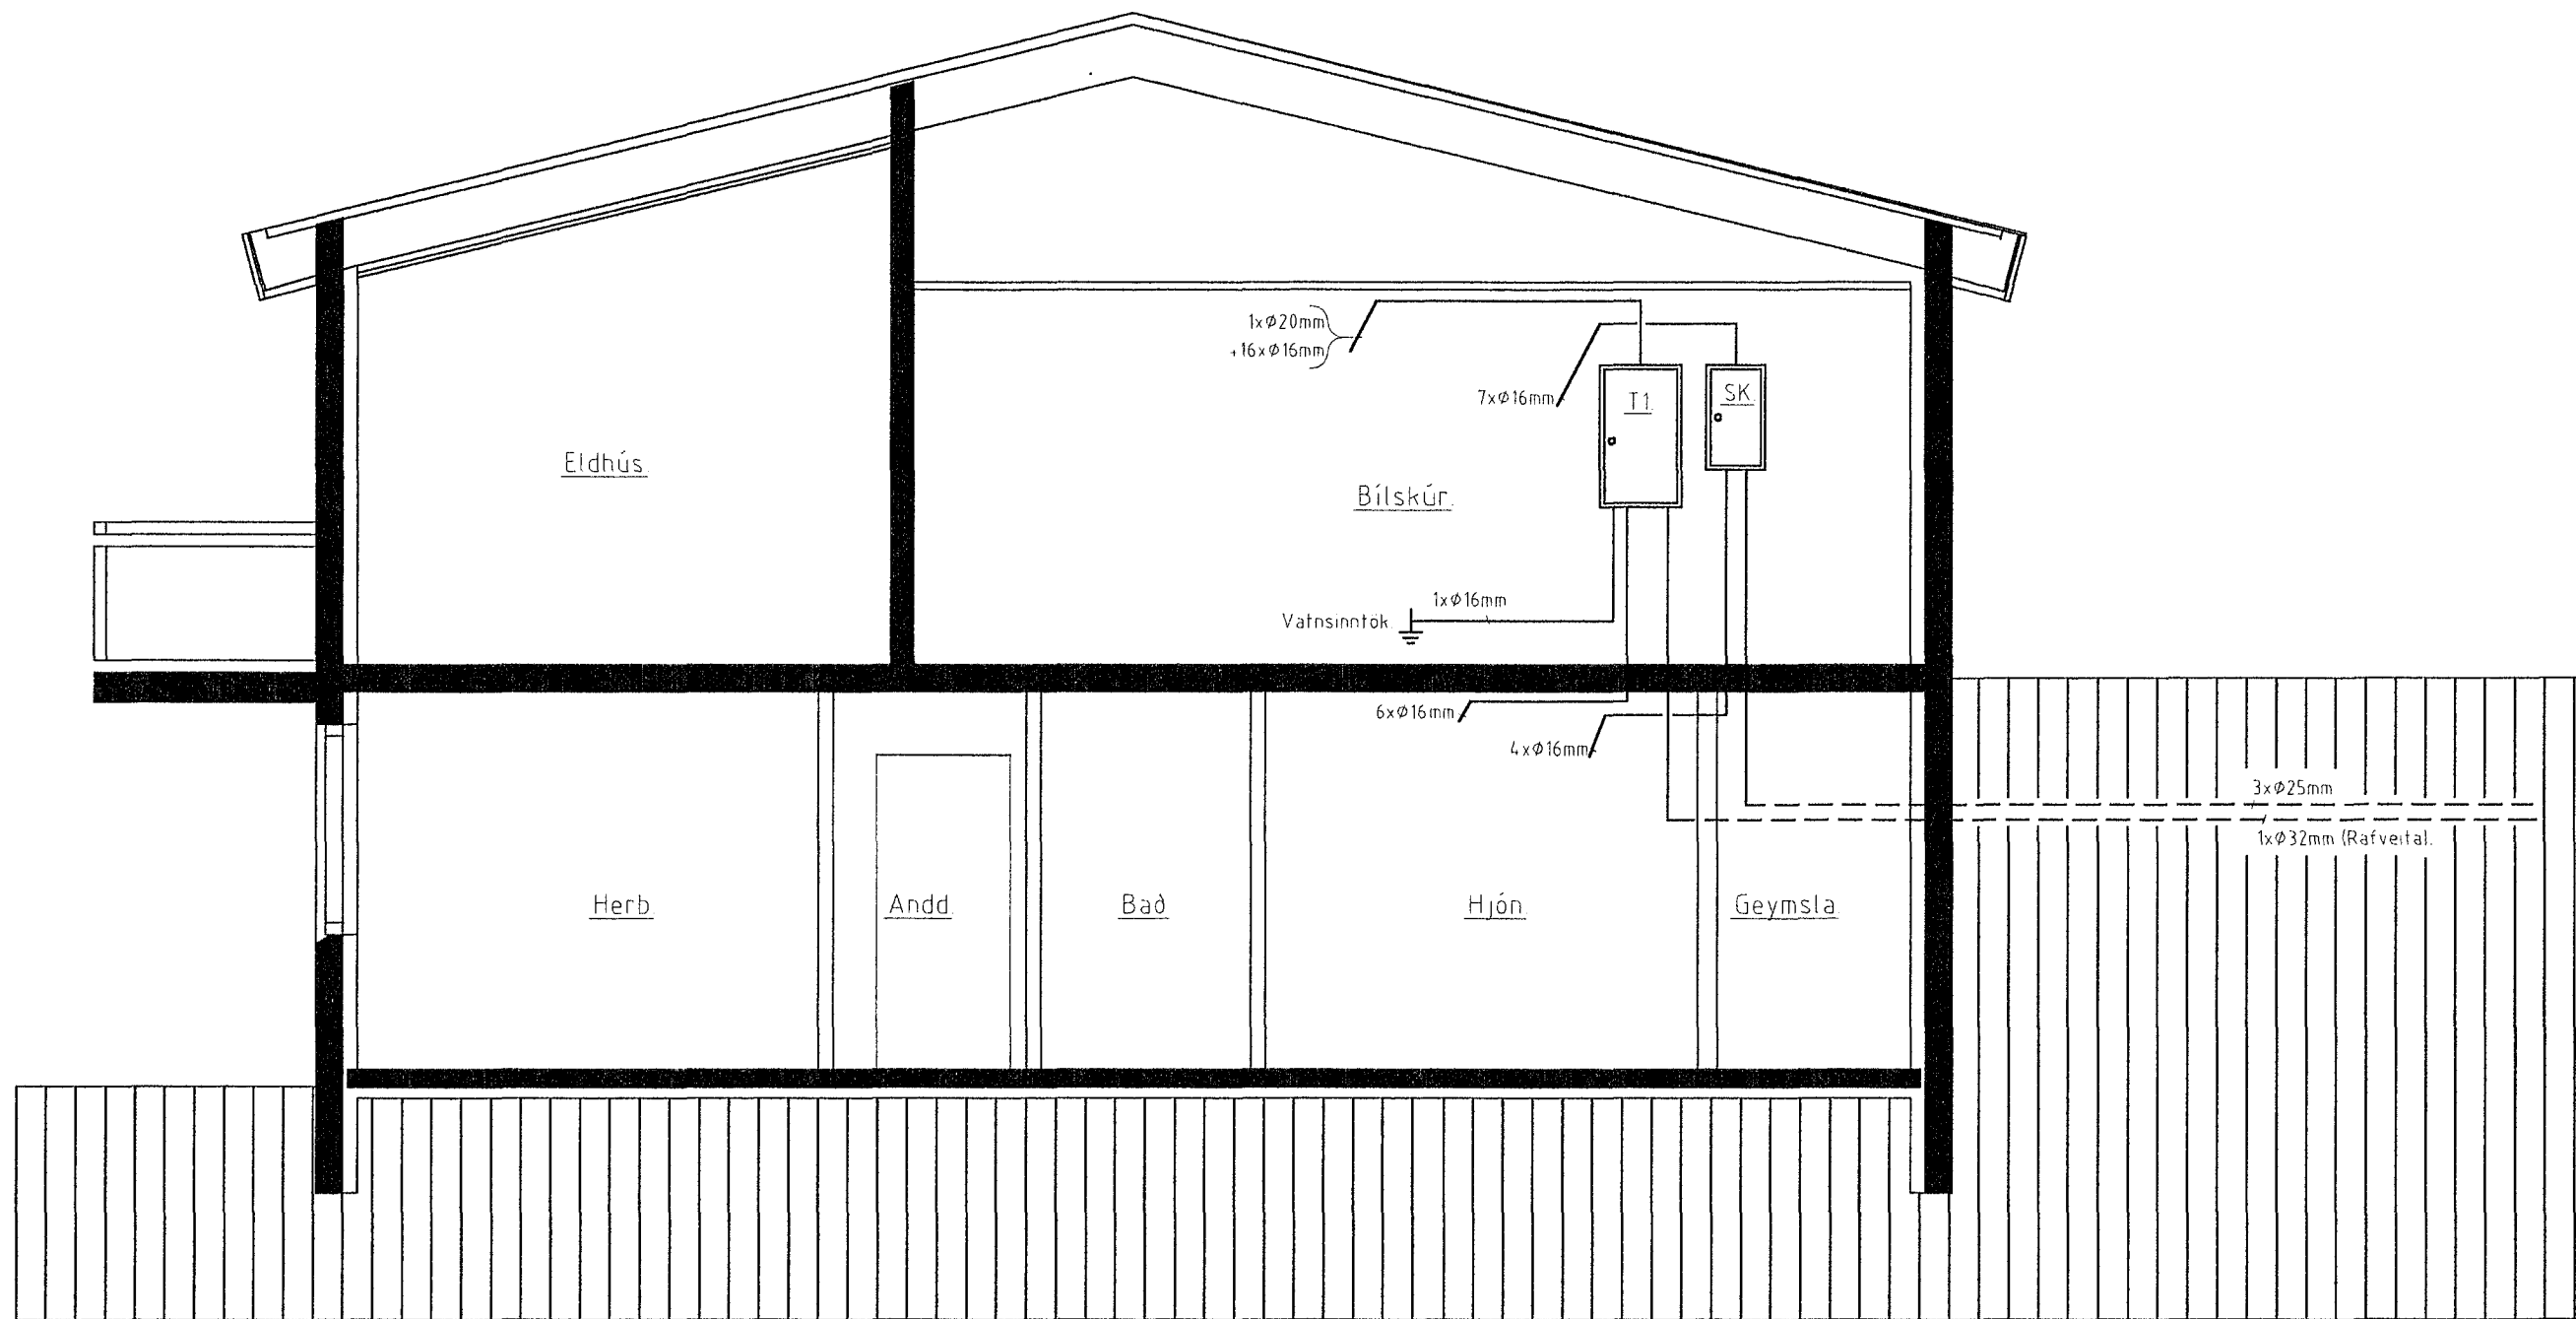 1xØ20mm
+16xØ16mm
7xØ16mm
T1.
SK.
Eldhús.
Bílskúr.
1xØ16mm
Vatnsinntök.
6xØ16mm
4xØ16mm
3xØ25mm
1xØ32mm (Rafveita).
Herb.
Andd.
Bað
Hjón.
Geymsla.